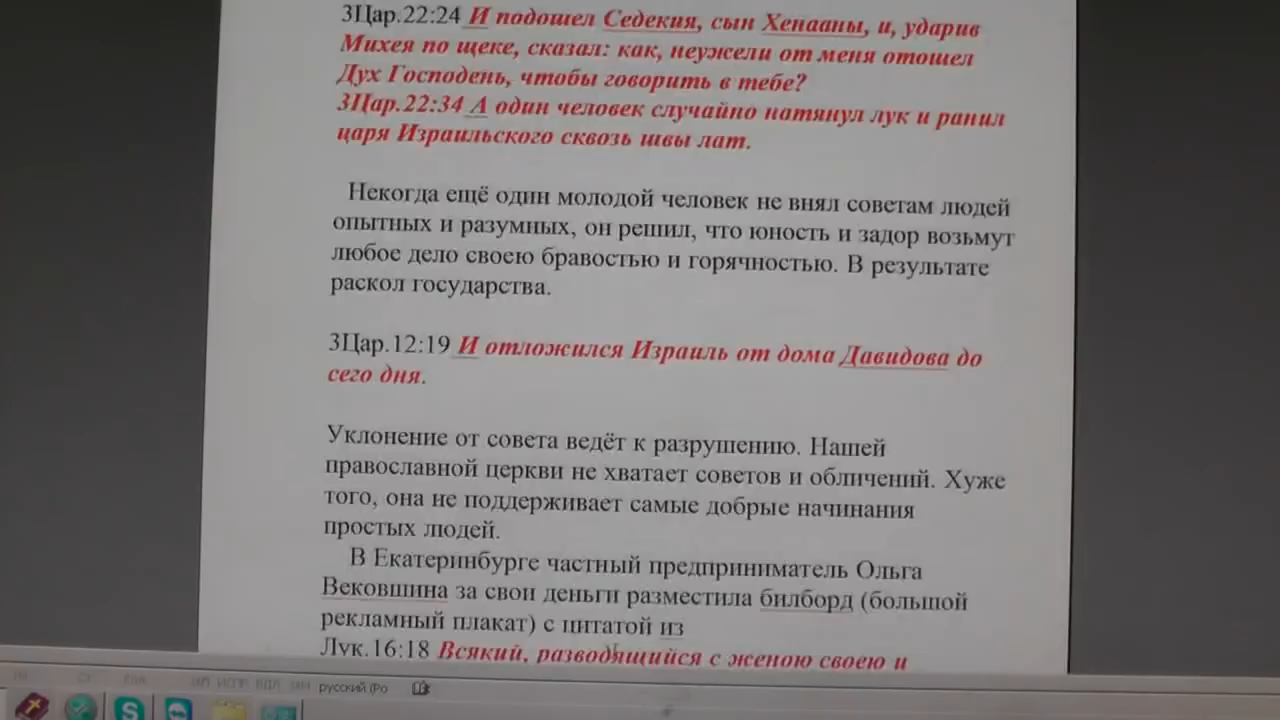 3Цар.22:24 И подошел Седекия, сын Хенааны, и, ударив
Михея по щеке, сказал: как, неужели от меня отошел
Дух Господень, чтобы говорить в тебе?
3Цар.22:34 А один человек случайно натянул лук и ранил
царя Израильского сквозь швы лат.
Некогда ещё один молодой человек не внял советам людей
опытных и разумных, он решил, что юность и задор возьмут
любое дело своею бравостью и горячностью. В результате
раскол государства.
3Цар.12:19 И отложился Израиль от дома Давидова до
сего дня.
Уклонение от совета ведёт к разрушению. Нашей
православной церкви не хватает советов и обличений. Хуже
того, она не поддерживает самые добрые начинания
простых людей.
В Екатеринбурге частный предприниматель Ольга
Вековшина за свои деньги разместила билборд (большой
рекламный плакат) с цитатой из
Лук.16:18 Всякий, разводящийся с женою своею и
русский (Ро